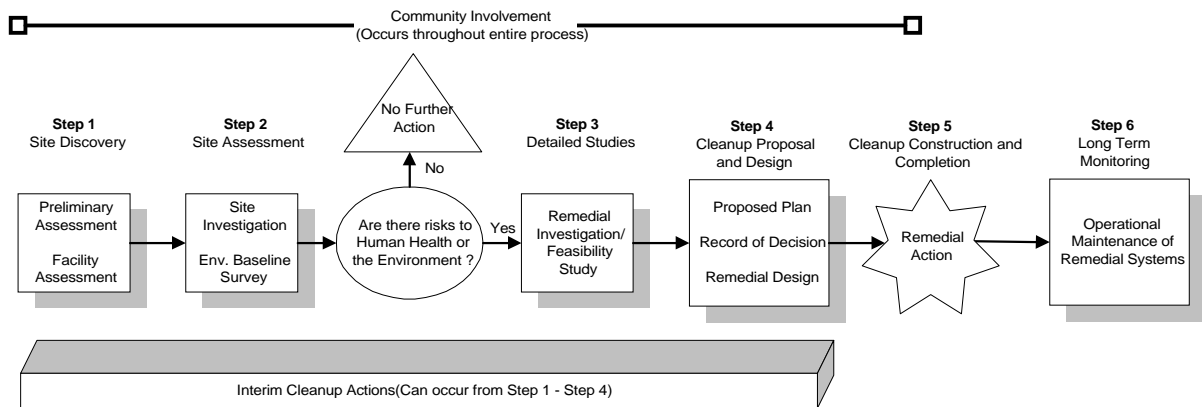 Community Involvement
(Occurs throughout entire process)
Step 1
Site Discovery
Preliminary
Assessment
Facility
Assessment
Step 2
Site Assessment
Site
Investigation
Env. Baseline
Survey
No Further
Action
No
Are there risks to
Human Health or
the Environment ?
Yes
Step 3
Detailed Studies
Remedial
Investigation/
Feasibility
Study
Step 4
Cleanup Proposal
and Design
Proposed Plan
Record of Decision
Remedial Design
Step 5
Cleanup Construction and
Completion
Remedial
Action
Step 6
Long Term
Monitoring
Operational
Maintenance of
Remedial Systems
Interim Cleanup Actions(Can occur from Step 1 - Step 4)